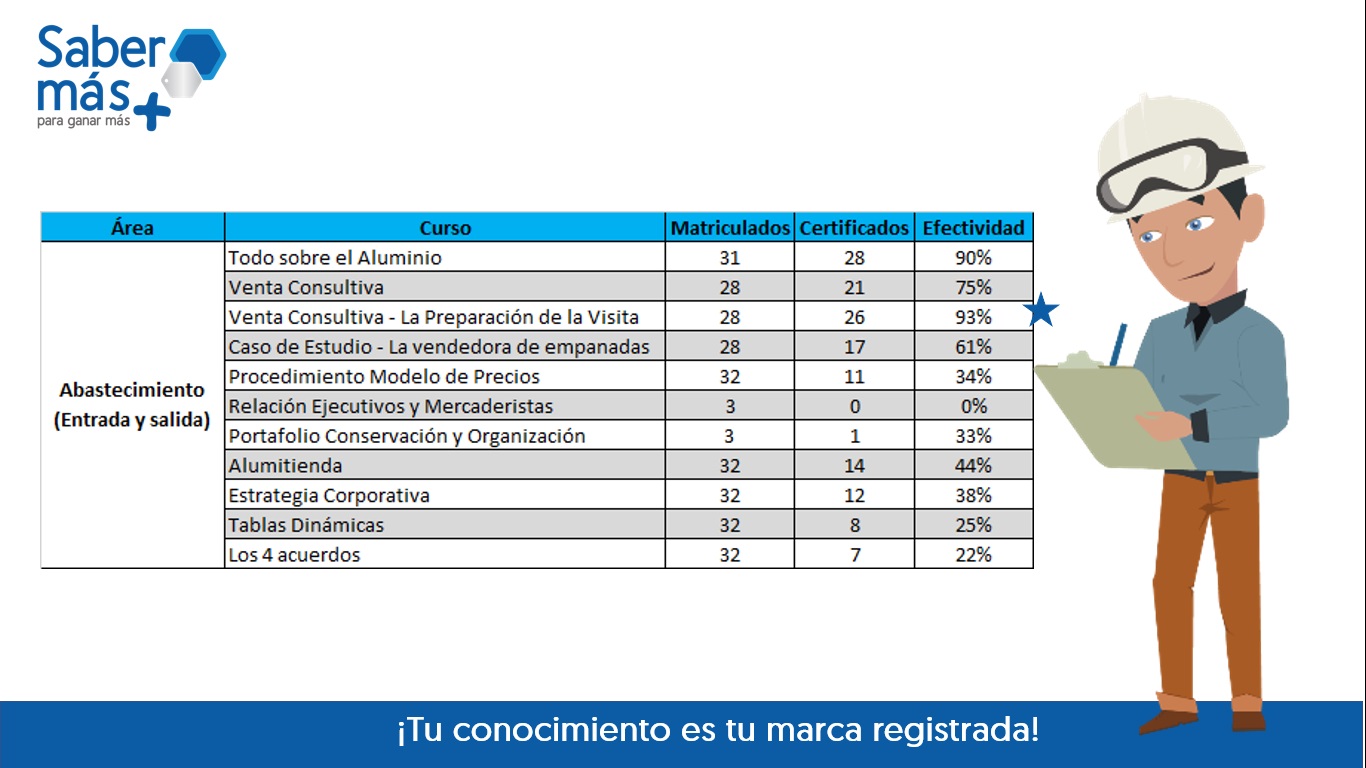 Saber
más
para ganar más
Área Curso Matriculados Certificados Efectividad
Abastecimiento
(Entrada y salida)
Todo sobre el Aluminio 31 28 90%
Venta Consultiva 28 21 75%
Venta Consultiva - La Preparación de la Visita 28 26 93%
Caso de Estudio - La vendedora de empanadas 28 17 61%
Procedimiento Modelo de Precios 32 11 34%
Relación Ejecutivos y Mercaderistas 3 0 0%
Portafolio Conservación y Organización 3 1 33%
Alumitienda 32 14 44%
Estrategia Corporativa 32 12 38%
Tablas Dinámicas 32 8 25%
Los 4 acuerdos 32 7 22%
¡Tu conocimiento es tu marca registrada!